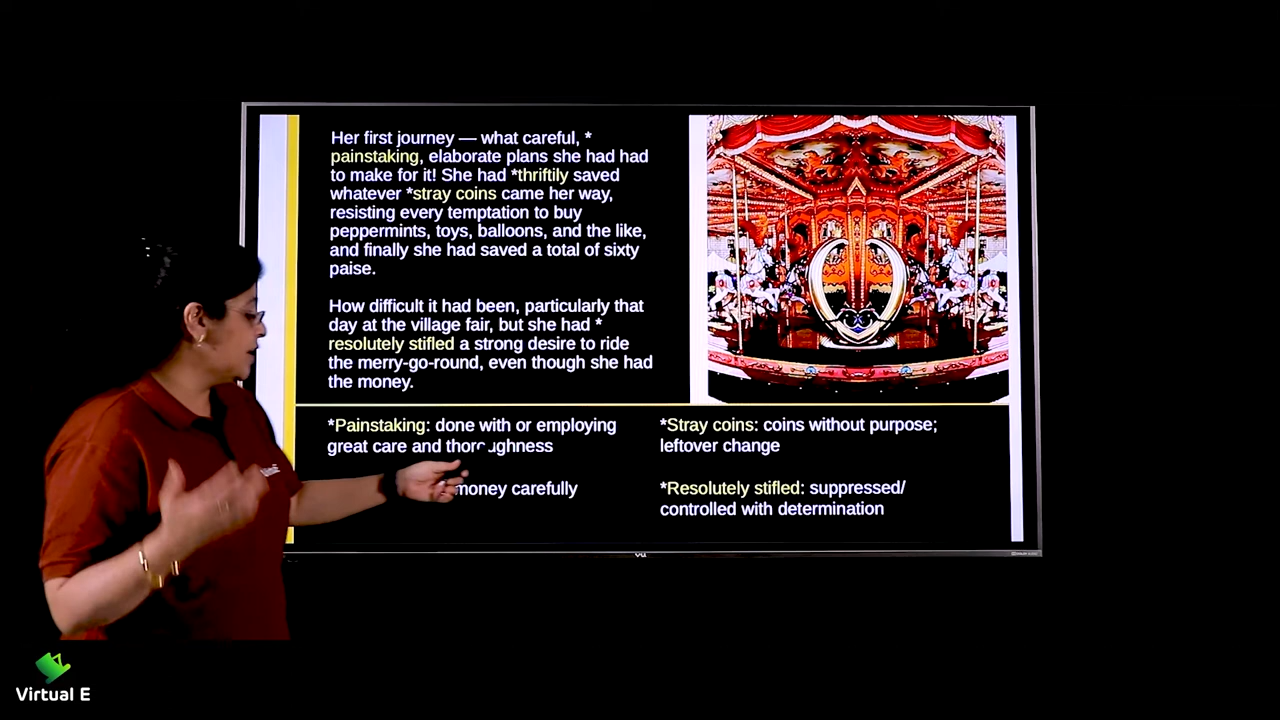 Her first journey — what careful, *
painstaking, elaborate plans she had had
to make for it! She had *thriftily saved
whatever *stray coins came her way,
resisting every temptation to buy
peppermints, toys, balloons, and the like,
and finally she had saved a total of sixty
paise.
How difficult it had been, particularly that
day at the village fair, but she had *
resolutely stifled a strong desire to ride
the merry-go-round, even though she had
the money.
*Painstaking: done with or employing
great care and thoroughness
money carefully
*Stray coins: coins without purpose;
leftover change
*Resolutely stifled: suppressed/
controlled with determination
Virtual E